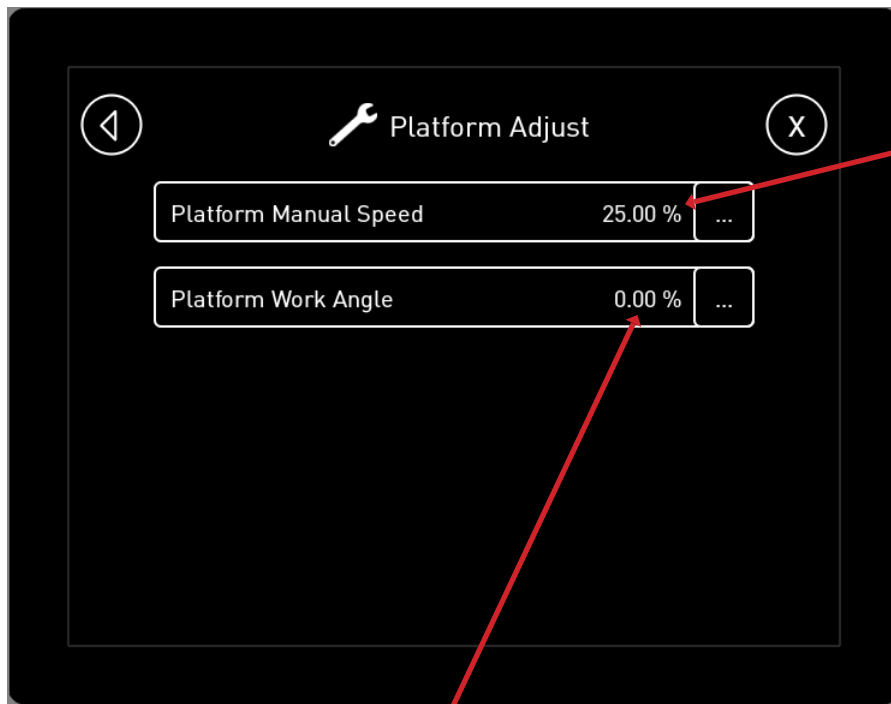 Platform Adjust
X
Platform Manual Speed 25.00 % ...
Platform Work Angle 0.00 % ...